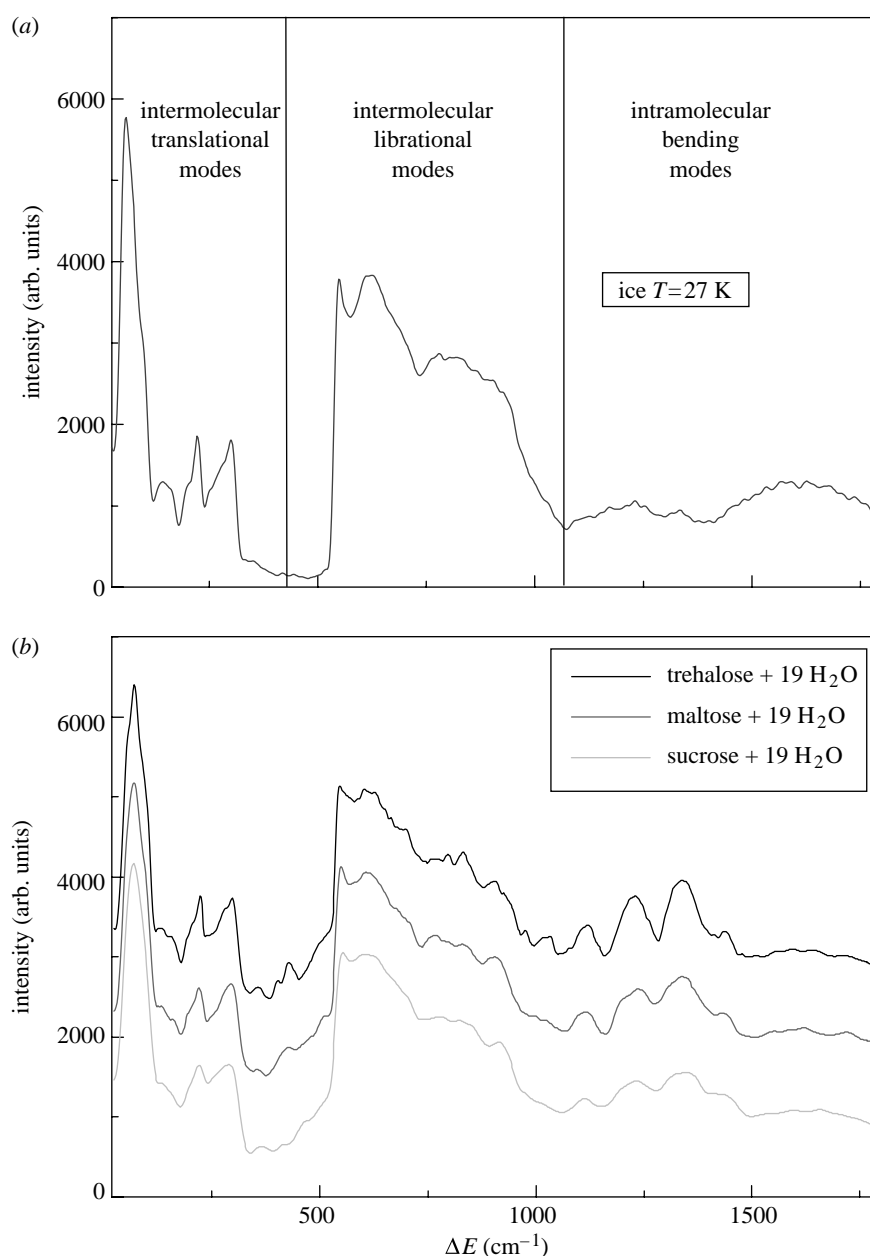 (a)
6000
4000
2000
0
intensity (arb. units)
intermolecular
translational
modes
intermolecular
librational
modes
intramolecular
bending
modes
ice T=27 K
(b)
6000
4000
2000
0
intensity (arb. units)
trehalose + 19 H₂O
maltose + 19 H₂O
sucrose + 19 H₂O
500
1000
1500
ΔE (cm⁻¹)